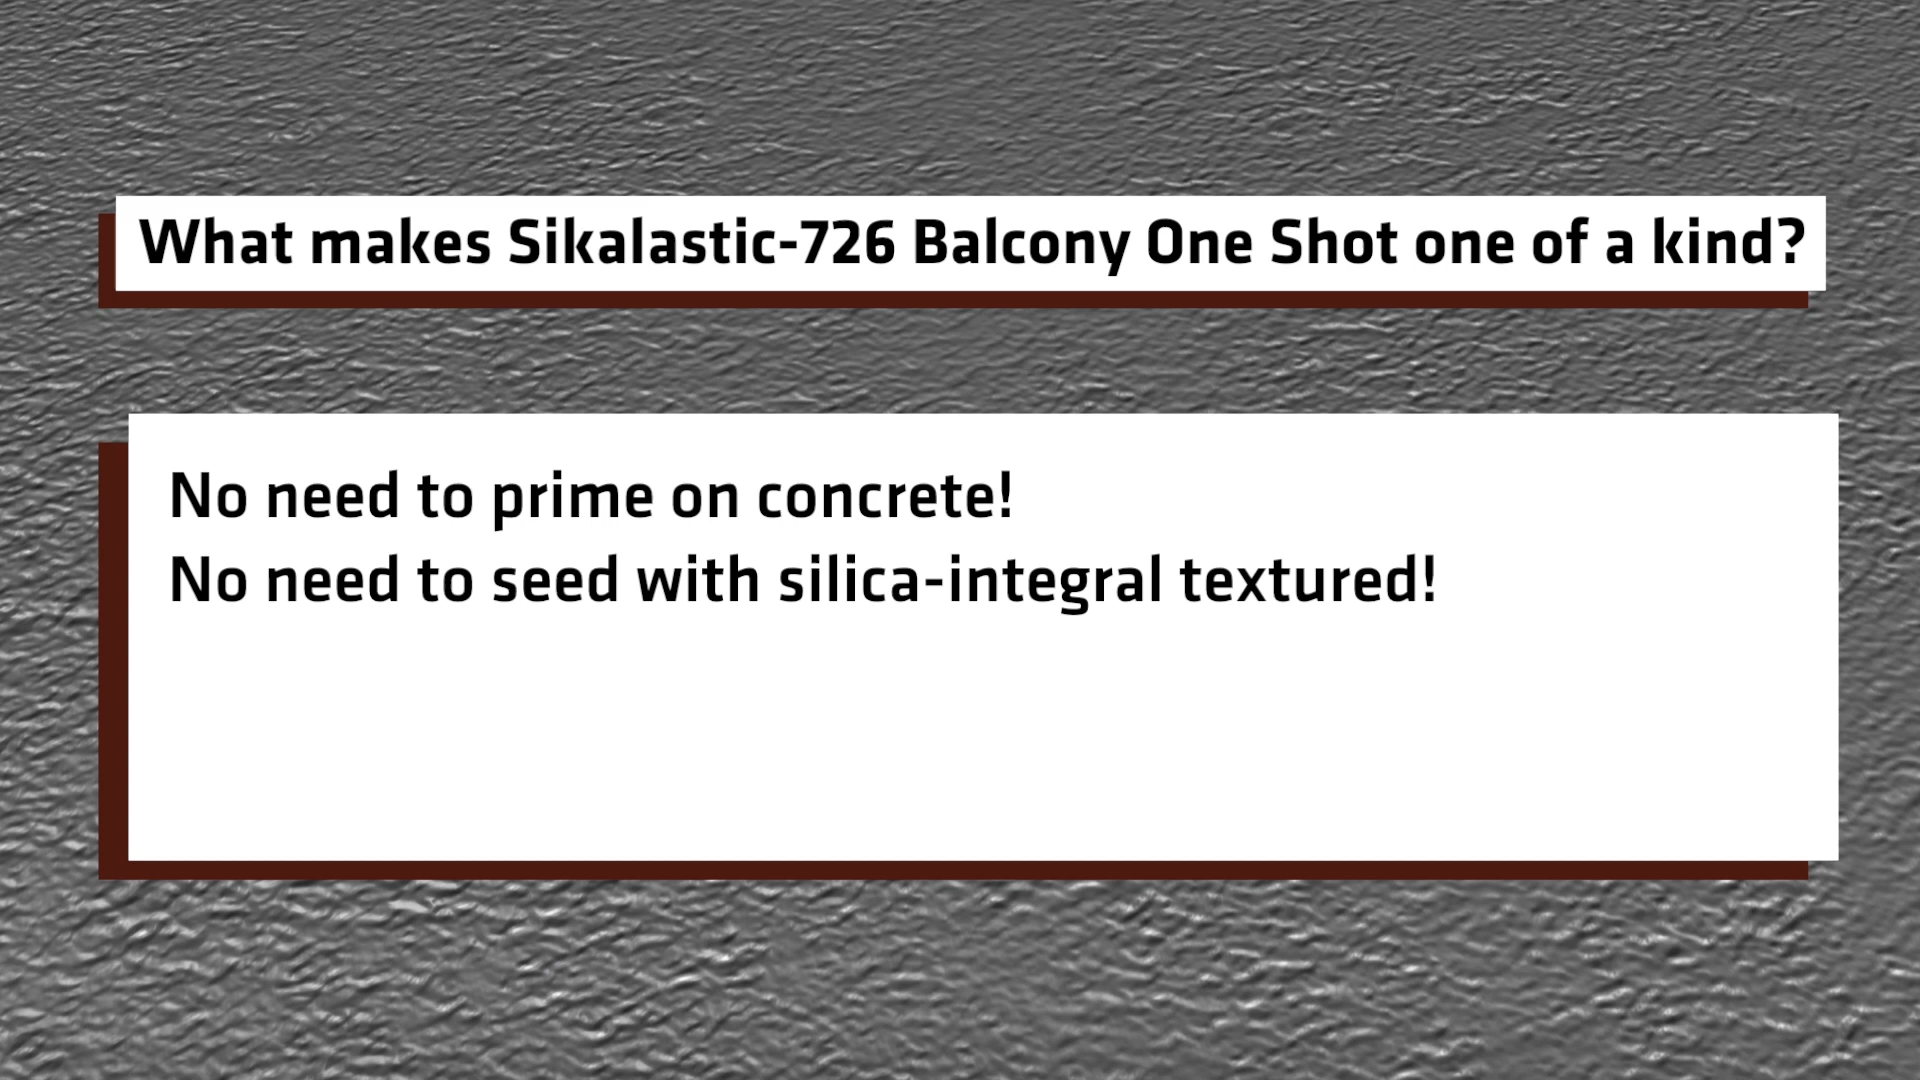 What makes Sikalastic-726 Balcony One Shot one of a kind?
No need to prime on concrete!
No need to seed with silica-integral textured!